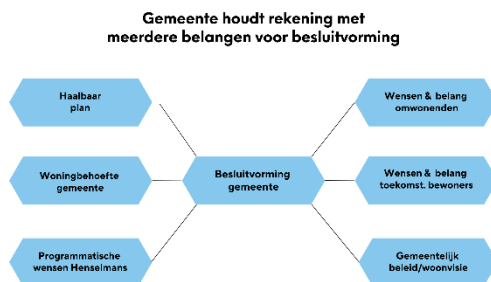 Gemeente houdt rekening met
meerdere belangen voor besluitvorming
Haalbaar
plan
Wensen & belang
omwonenden
Woningbehoefte
gemeente
Besluitvorming
gemeente
Wensen & belang
toekomst. bewoners
Programmatische
wensen Henselmans
Gemeentelijk
beleid/woonvisie